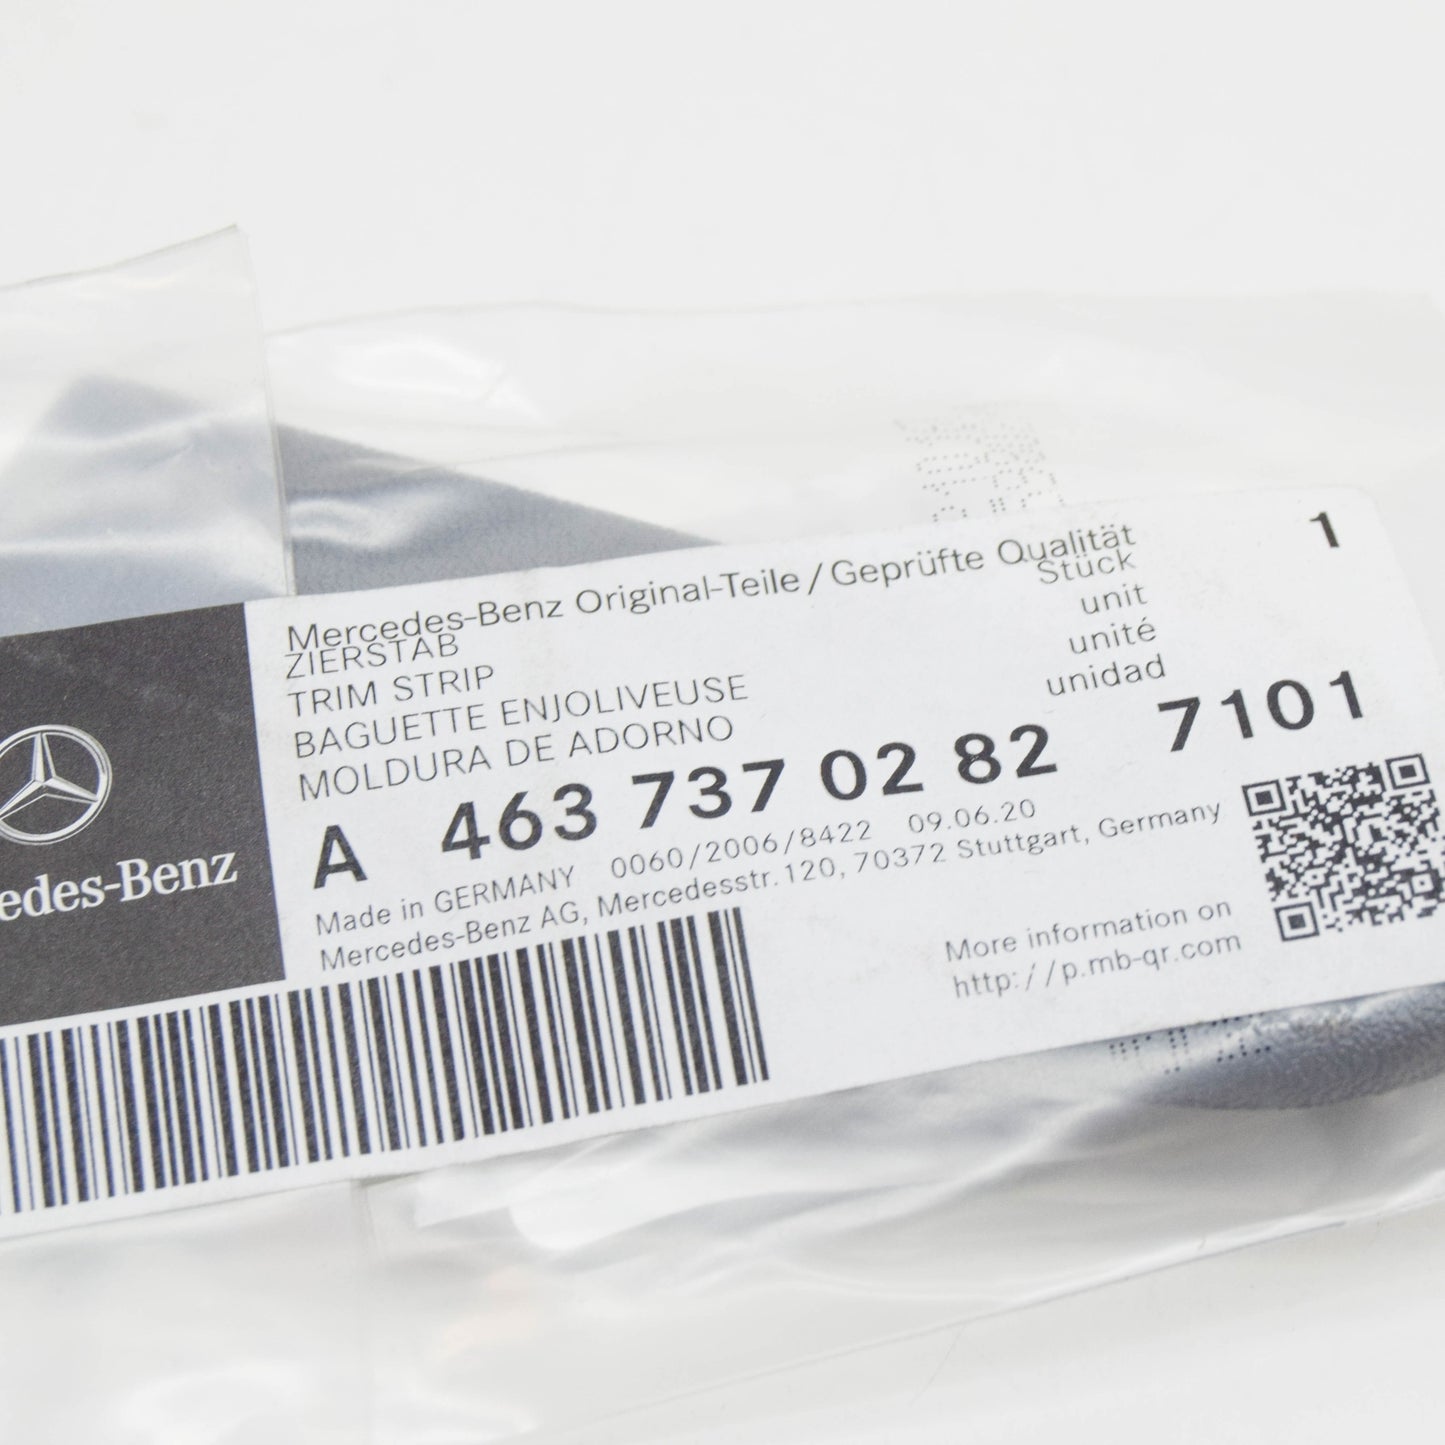 Mercedes-Benz Original-Teile / Geprüfte Qualität
ZIERSTAB
TRIM STRIP
BAGUETTE ENJOLIVEUSE
MOLDURA DE ADORNO
Stück
unit
unité
unidad
1
A 463 737 02 82 7101
Made in GERMANY 0060/2006/8422 09.06.20
Mercedes-Benz AG, Mercedesstr. 120, 70372 Stuttgart, Germany
More information on
http://p.mb-qr.com
edes-Benz